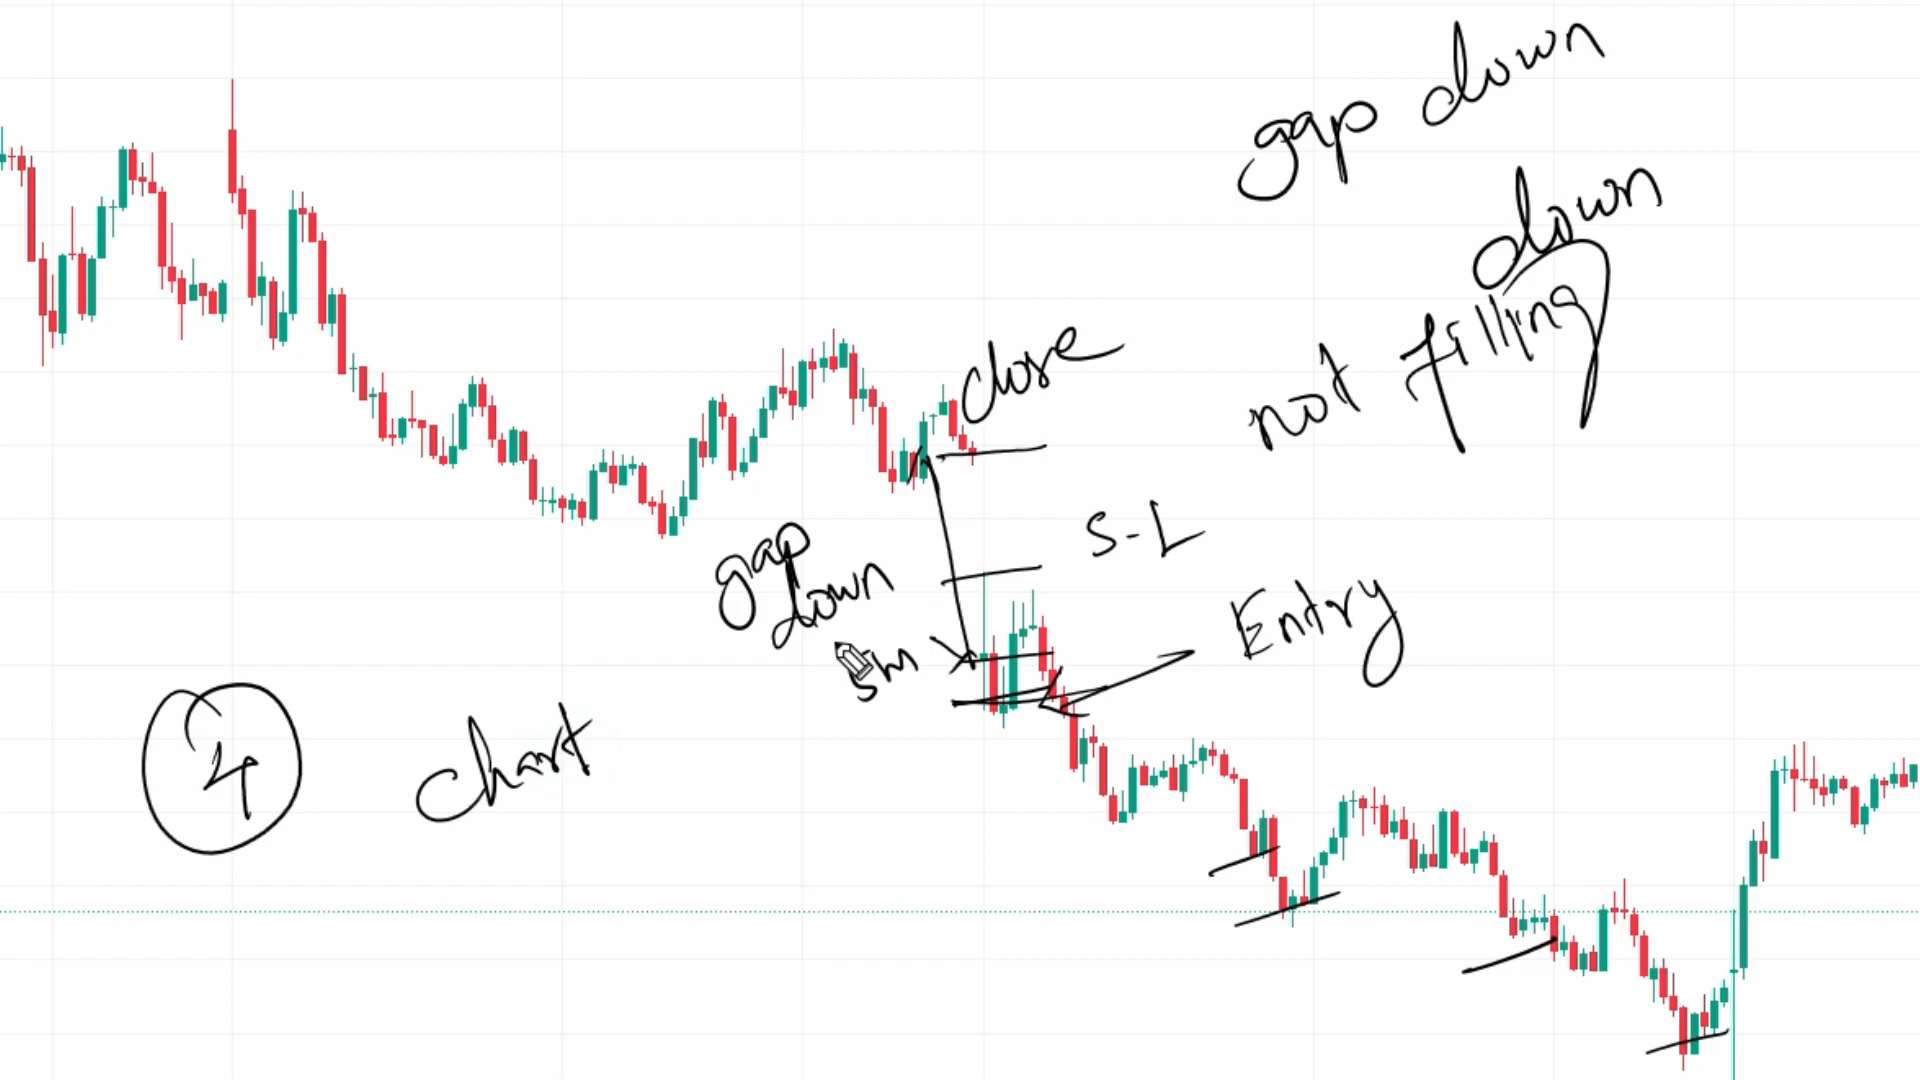 gap down
down
not filling
close
S-L
gap
down
5m
Entry
4
chart